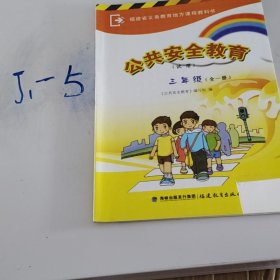 福建省义务教育地方课程教科书
公共安全教育
(试用)
三年级(全一册)
《公共安全教育》编写组 编
J1-5
海峡出版发行集团 福建教育出版社